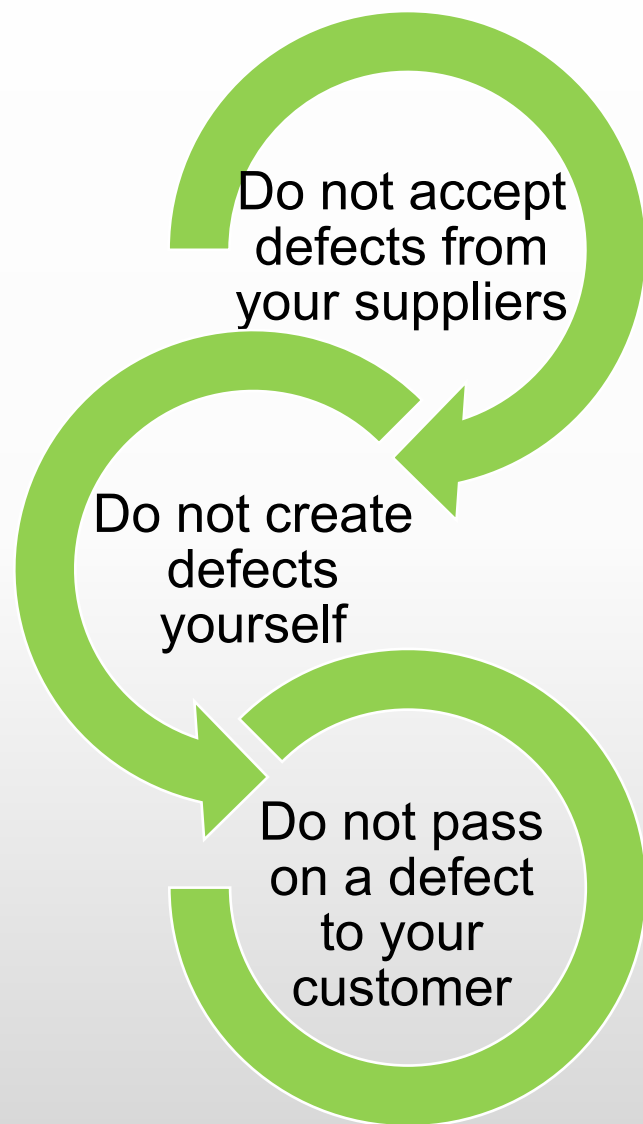 Do not accept
defects from
your suppliers
Do not create
defects
yourself
Do not pass
on a defect
to your
customer